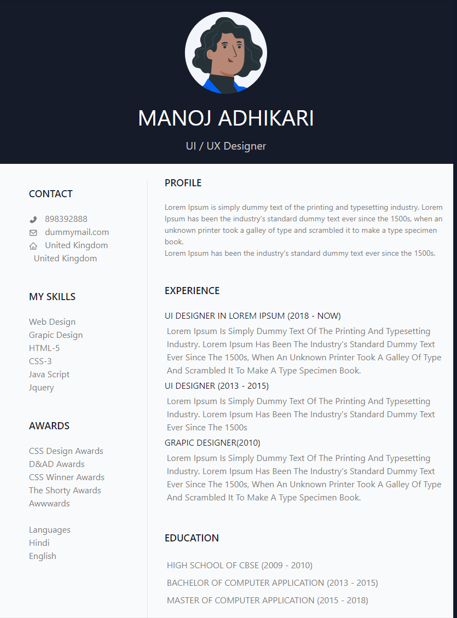 MANOJ ADHIKARI
UI / UX Designer
CONTACT
898392888
dummymail.com
United Kingdom
United Kingdom
MY SKILLS
Web Design
Grapic Design
HTML-5
CSS-3
Java Script
Jquery
AWARDS
CSS Design Awards
D&AD Awards
CSS Winner Awards
The Shorty Awards
Awwwards
Languages
Hindi
English
PROFILE
Lorem Ipsum is simply dummy text of the printing and typesetting industry. Lorem
Ipsum has been the industry's standard dummy text ever since the 1500s, when an
unknown printer took a galley of type and scrambled it to make a type specimen
book.
Lorem Ipsum has been the industry's standard dummy text ever since the 1500s.
EXPERIENCE
UI DESIGNER IN LOREM IPSUM (2018 - NOW)
Lorem Ipsum Is Simply Dummy Text Of The Printing And Typesetting
Industry. Lorem Ipsum Has Been The Industry's Standard Dummy Text
Ever Since The 1500s, When An Unknown Printer Took A Galley Of Type
And Scrambled It To Make A Type Specimen Book.
UI DESIGNER (2013 - 2015)
Lorem Ipsum Is Simply Dummy Text Of The Printing And Typesetting
Industry. Lorem Ipsum Has Been The Industry's Standard Dummy Text
Ever Since The 1500s
GRAPIC DESIGNER(2010)
Lorem Ipsum Is Simply Dummy Text Of The Printing And Typesetting
Industry. Lorem Ipsum Has Been The Industry's Standard Dummy Text
Ever Since The 1500s, When An Unknown Printer Took A Galley Of Type
And Scrambled It To Make A Type Specimen Book.
EDUCATION
HIGH SCHOOL OF CBSE (2009 - 2010)
BACHELOR OF COMPUTER APPLICATION (2013 - 2015)
MASTER OF COMPUTER APPLICATION (2015 - 2018)